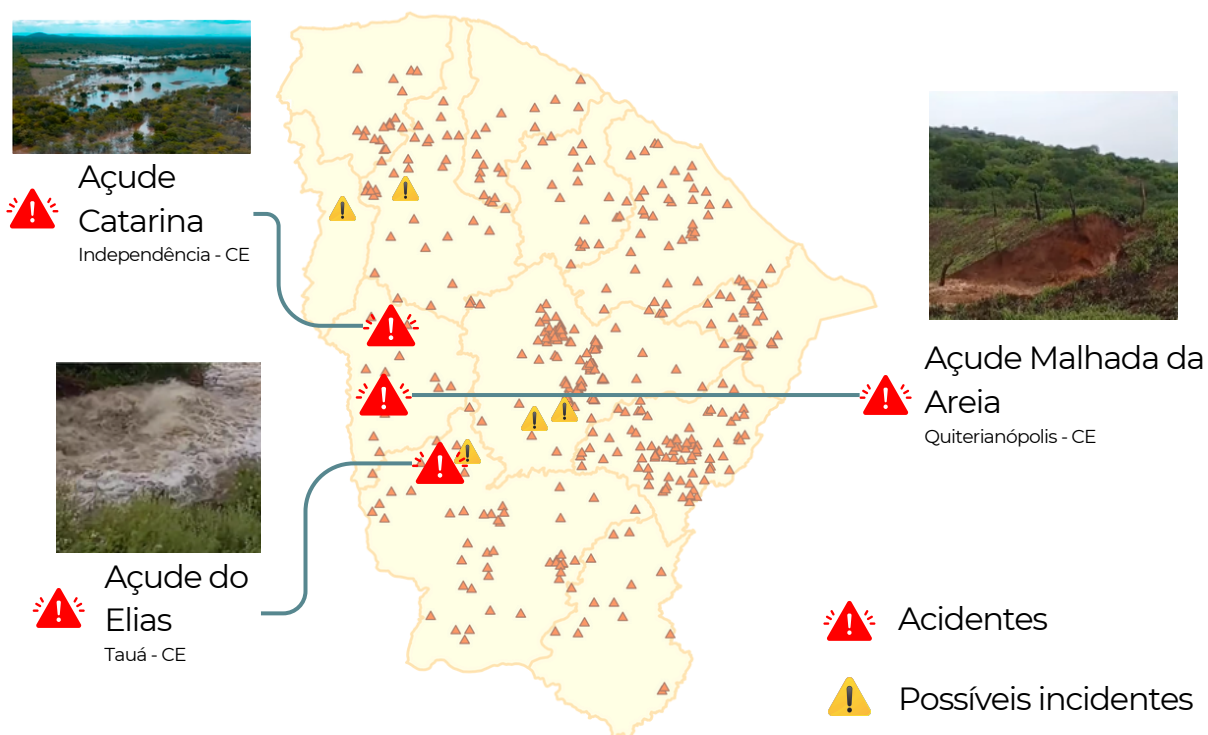 Açude
Catarina
Independência - CE
Açude Malhada da
Areia
Quiterianópolis - CE
Açude do
Elias
Tauá - CE
Acidentes
Possíveis incidentes